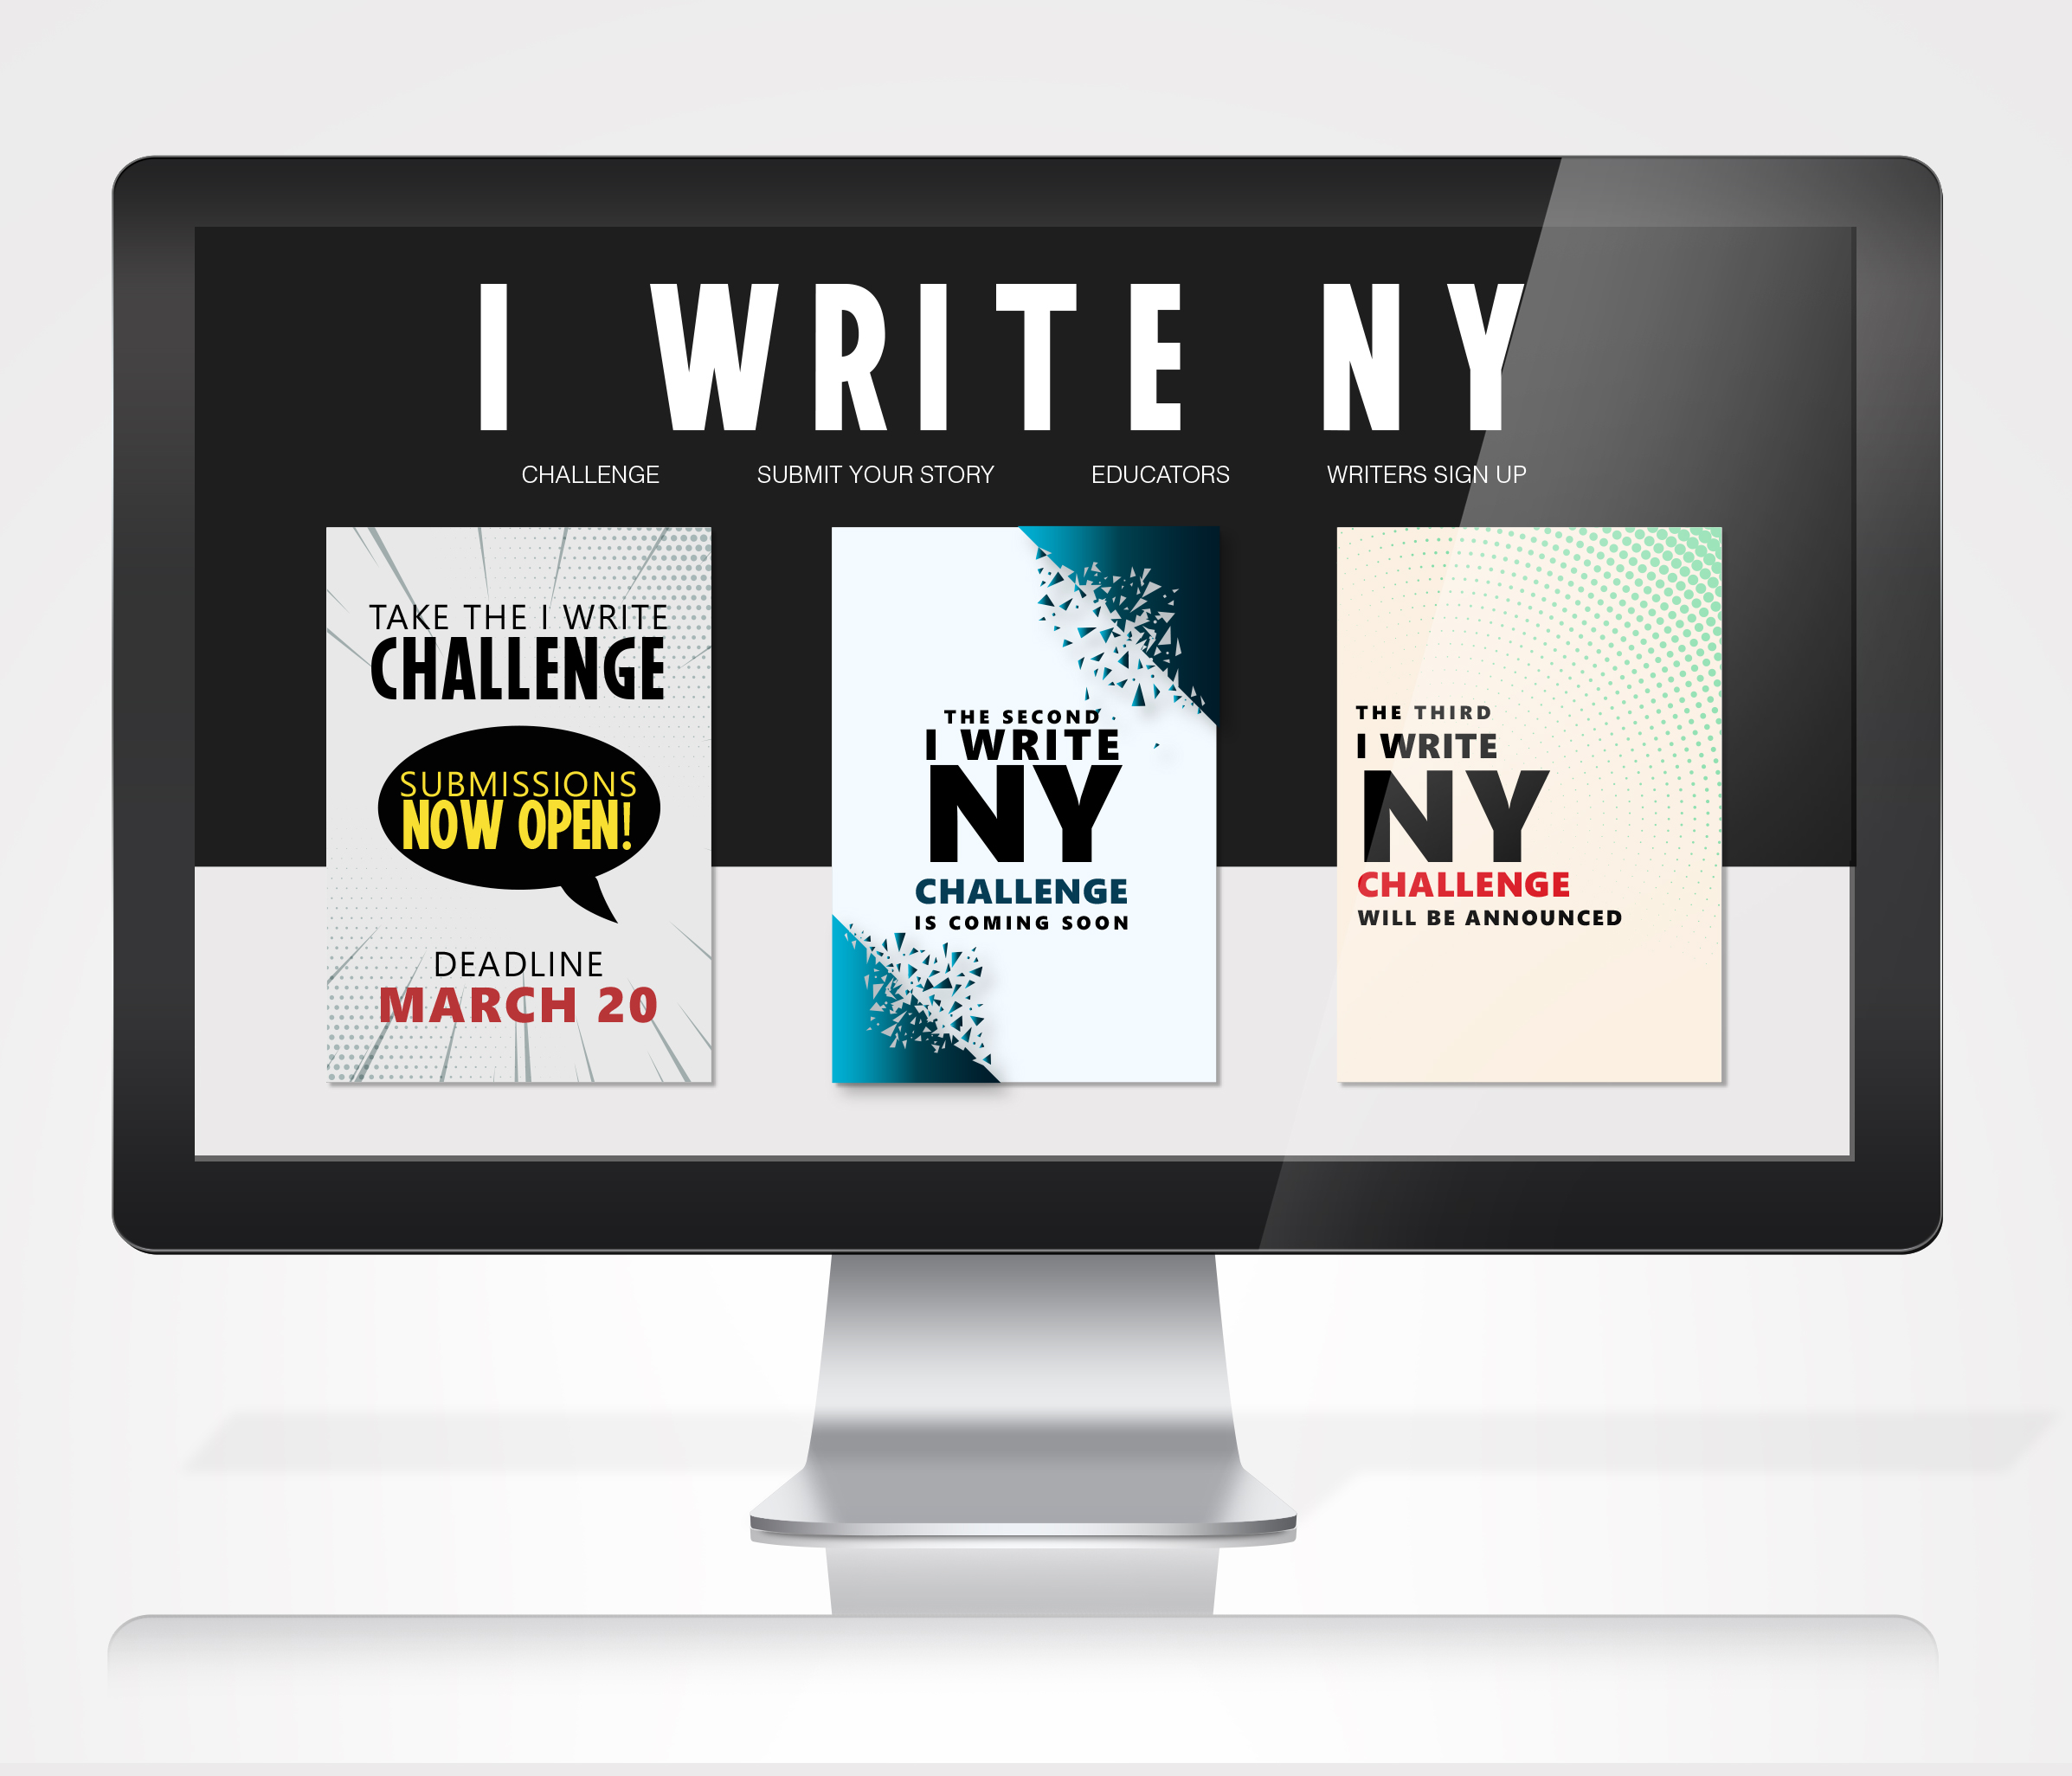 I WRITE NY
CHALLENGE SUBMIT YOUR STORY EDUCATORS WRITERS SIGN UP
TAKE THE I WRITE
CHALLENGE
SUBMISSIONS
NOW OPEN!
DEADLINE
MARCH 20
THE SECOND
I WRITE
NY
CHALLENGE
IS COMING SOON
THE THIRD
I WRITE
NY
CHALLENGE
WILL BE ANNOUNCED